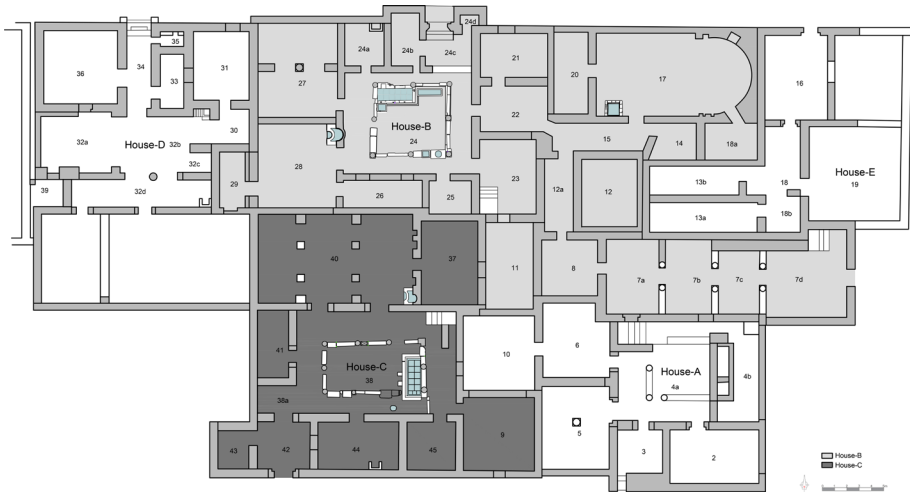 24d
35
24a
24b
24c
34
36
33
31
21
20
17
16
27
House-B
24
22
30
32a
House-D
32b
15
14
18a
32c
28
23
12
12a
13b
18
House-E
19
39
32d
29
26
25
13a
18b
40
37
11
8
7a
7b
7c
7d
41
10
6
House-C
38
House-A
4a
4b
38a
5
9
3
2
43
42
44
45
House-B
House-C